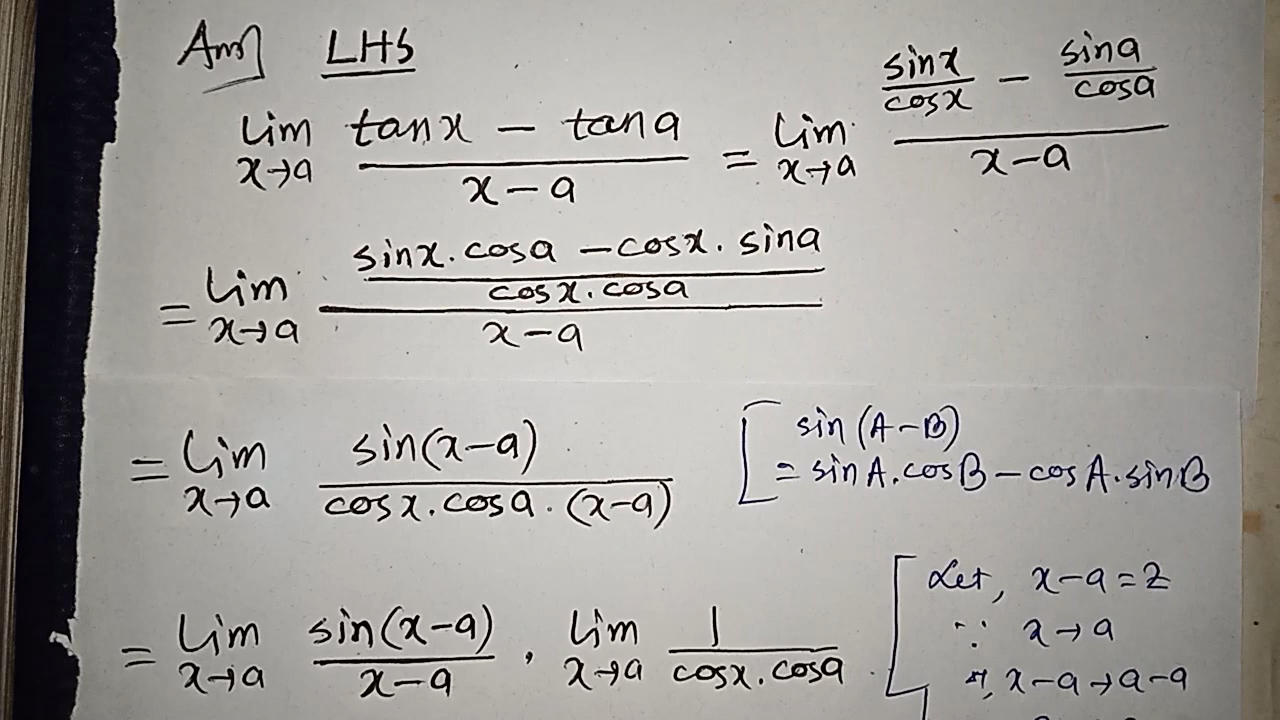 Ans LHS
lim x→a (tanx − tana)/(x−a) = lim x→a (sinx/cosx − sina/cosa)/(x−a)
= lim x→a ((sinx.cosa −cosx.sina)/(cosx.cosa))/(x−a)
= lim x→a sin(x−a)/(cosx.cosa.(x−a)) [sin(A−B)
= sinA.cosB−cosA.sinB
= lim x→a sin(x−a)/(x−a) . lim x→a 1/(cosx.cosa) [Let, x−a=z
∵ x→a
x−a→a−a